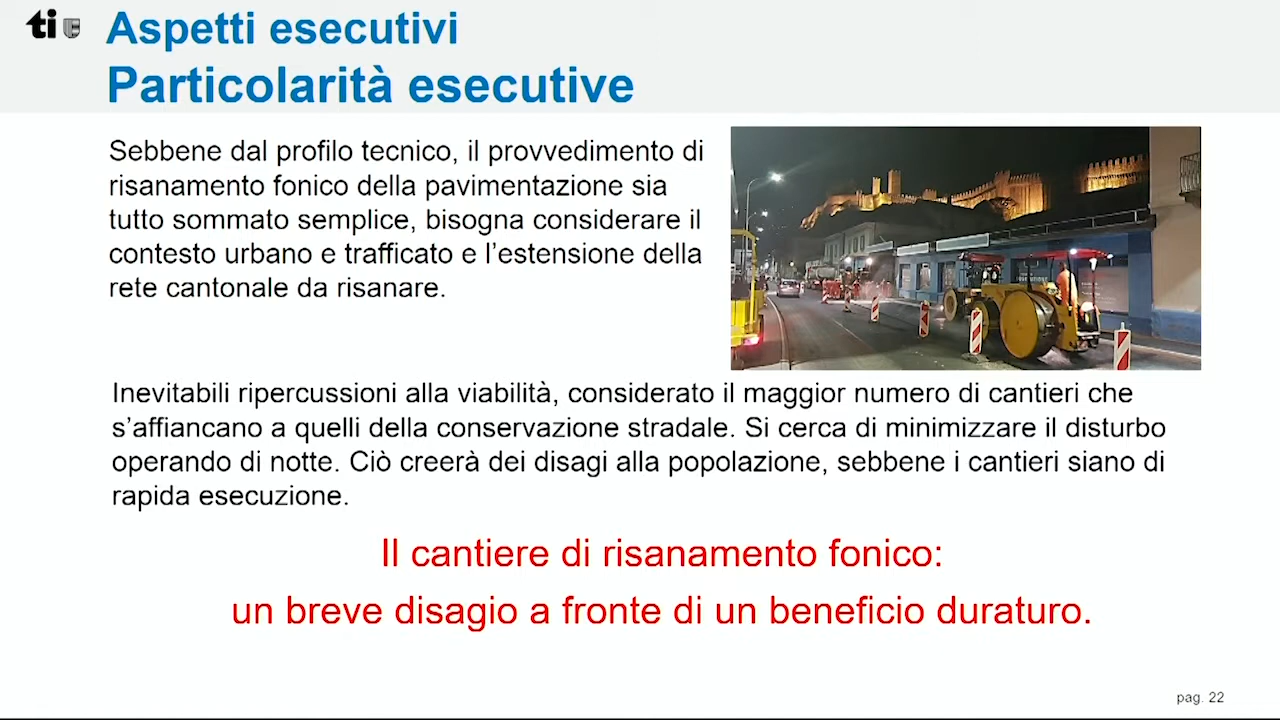 ti
Aspetti esecutivi
Particolarità esecutive
Sebbene dal profilo tecnico, il provvedimento di
risanamento fonico della pavimentazione sia
tutto sommato semplice, bisogna considerare il
contesto urbano e trafficato e l’estensione della
rete cantonale da risanare.
Inevitabili ripercussioni alla viabilità, considerato il maggior numero di cantieri che
s’affiancano a quelli della conservazione stradale. Si cerca di minimizzare il disturbo
operando di notte. Ciò creerà dei disagi alla popolazione, sebbene i cantieri siano di
rapida esecuzione.
Il cantiere di risanamento fonico:
un breve disagio a fronte di un beneficio duraturo.
pag. 22